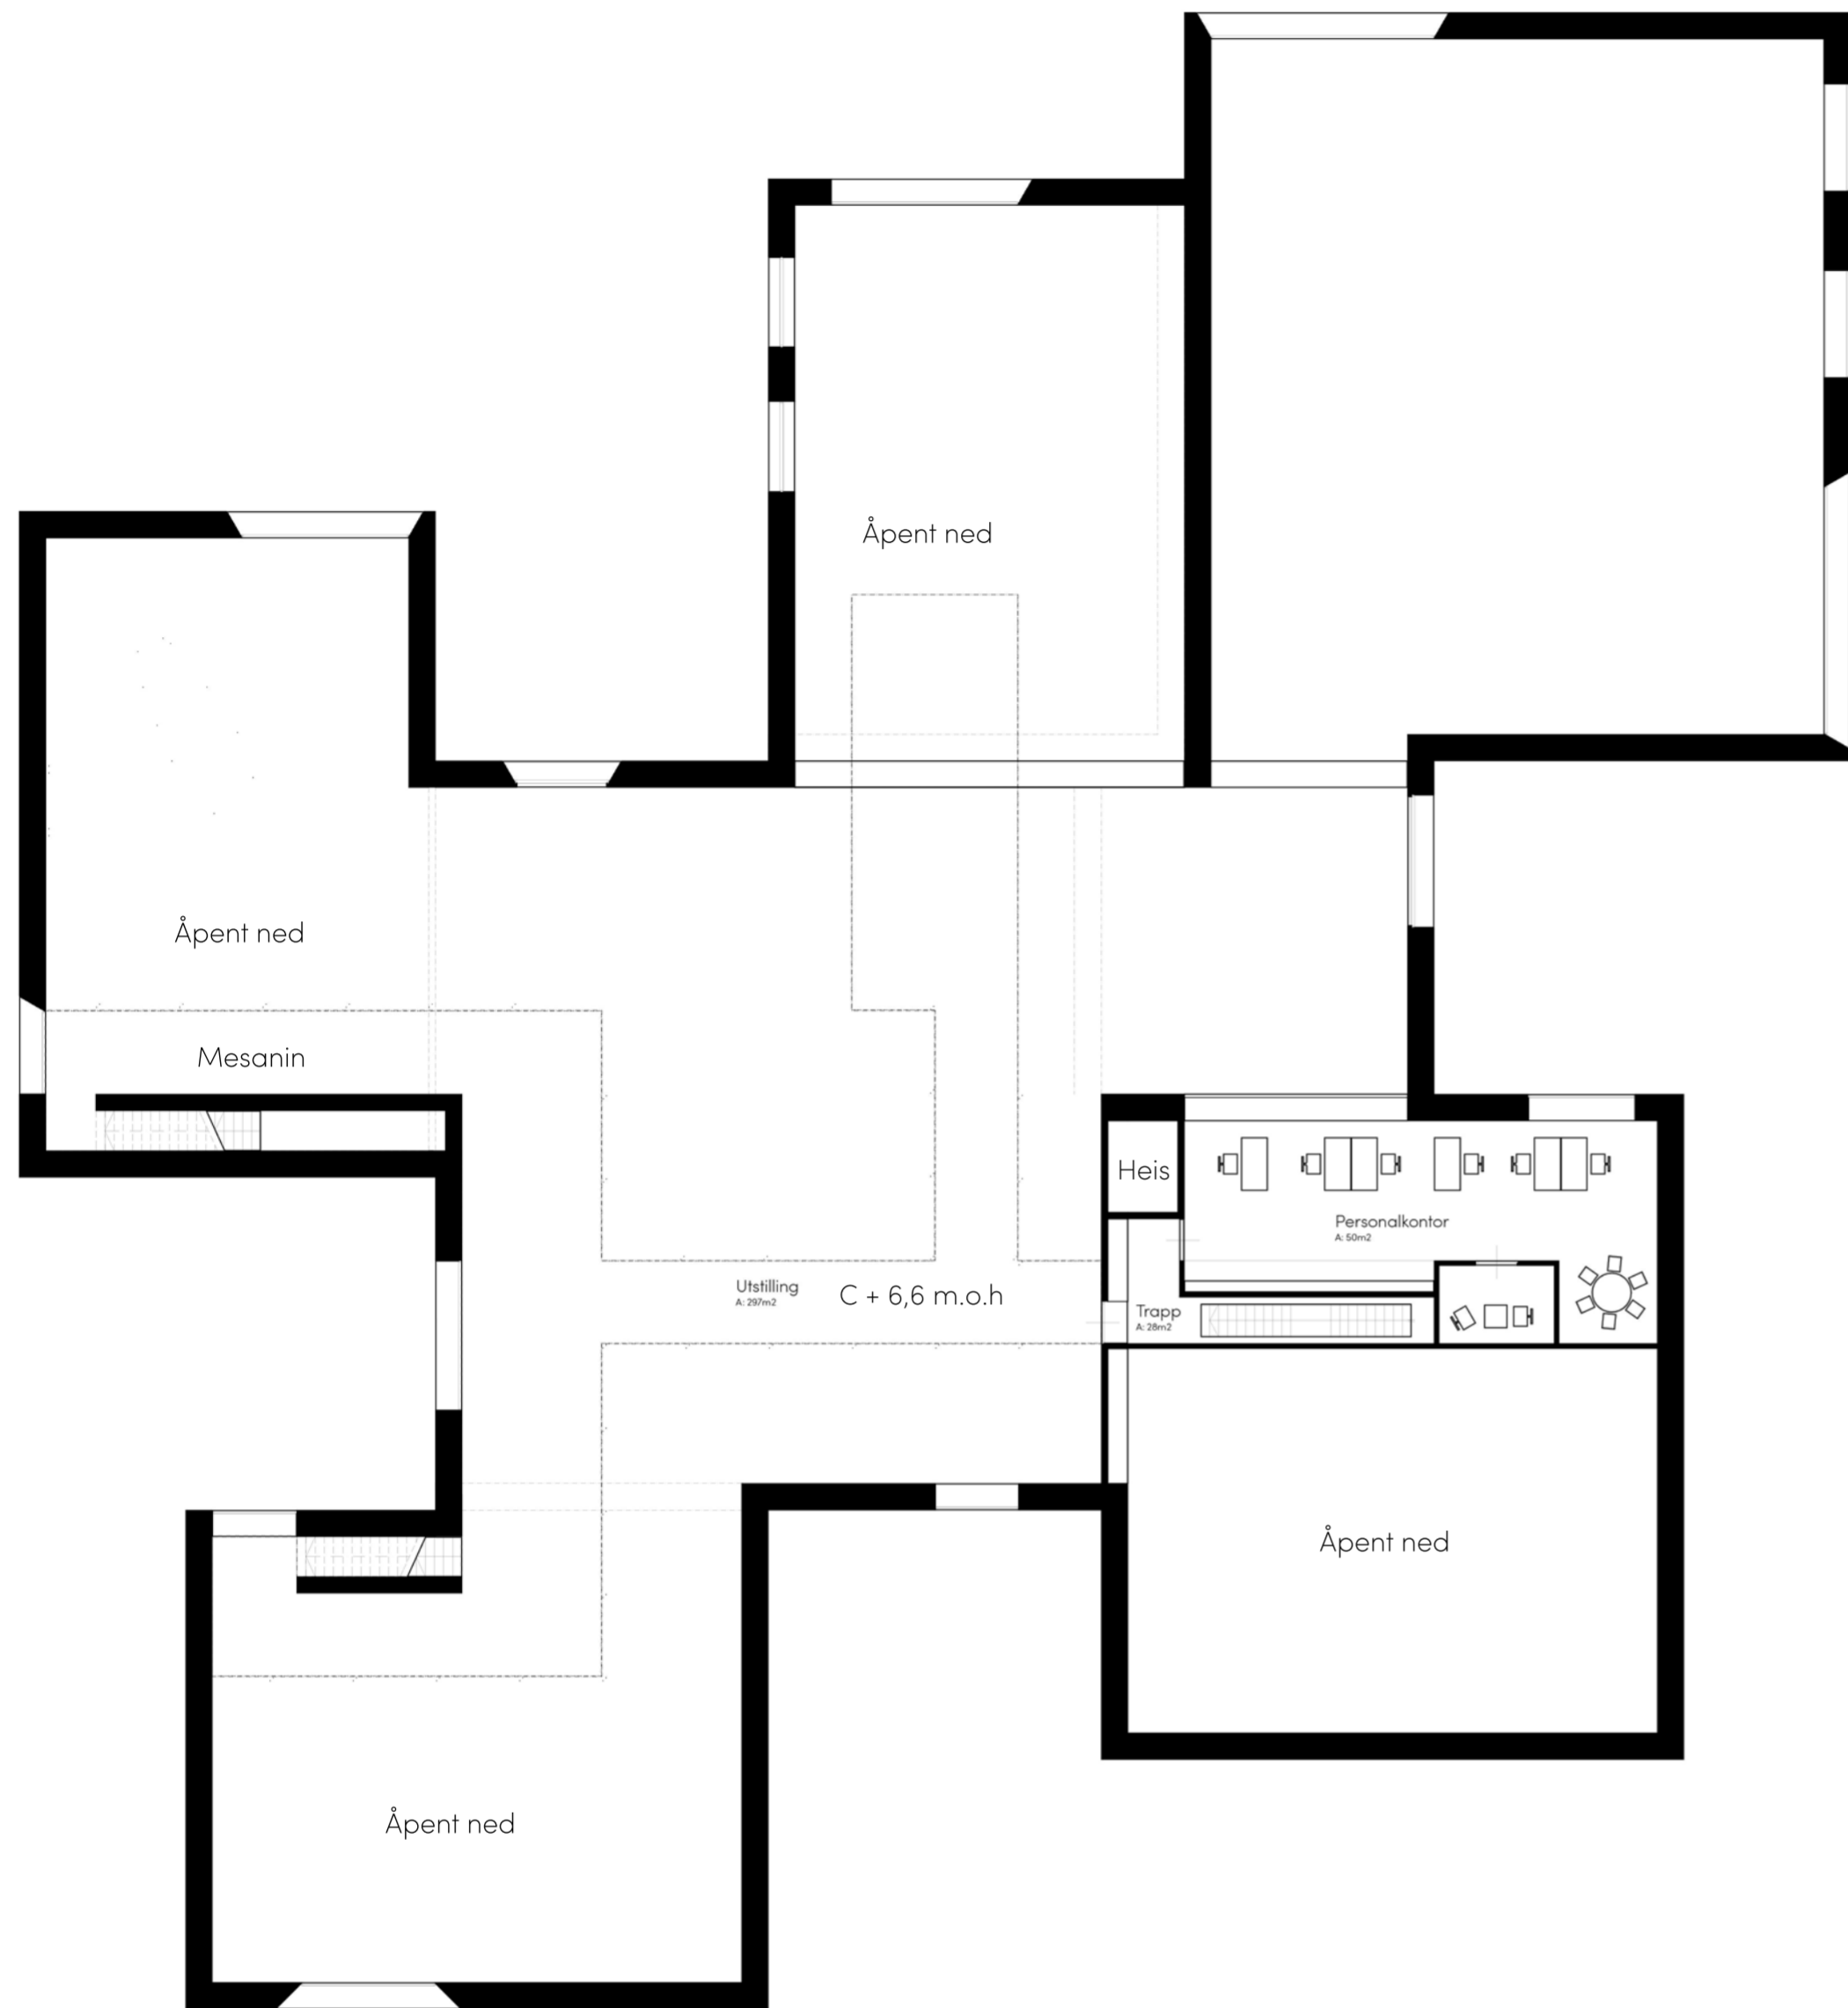 Åpent ned
Åpent ned
Mesanin
Heis
Personalkontor
A: 50m2
Utstilling
A: 297m2
C + 6,6 m.o.h
Trapp
A: 28m2
Åpent ned
Åpent ned